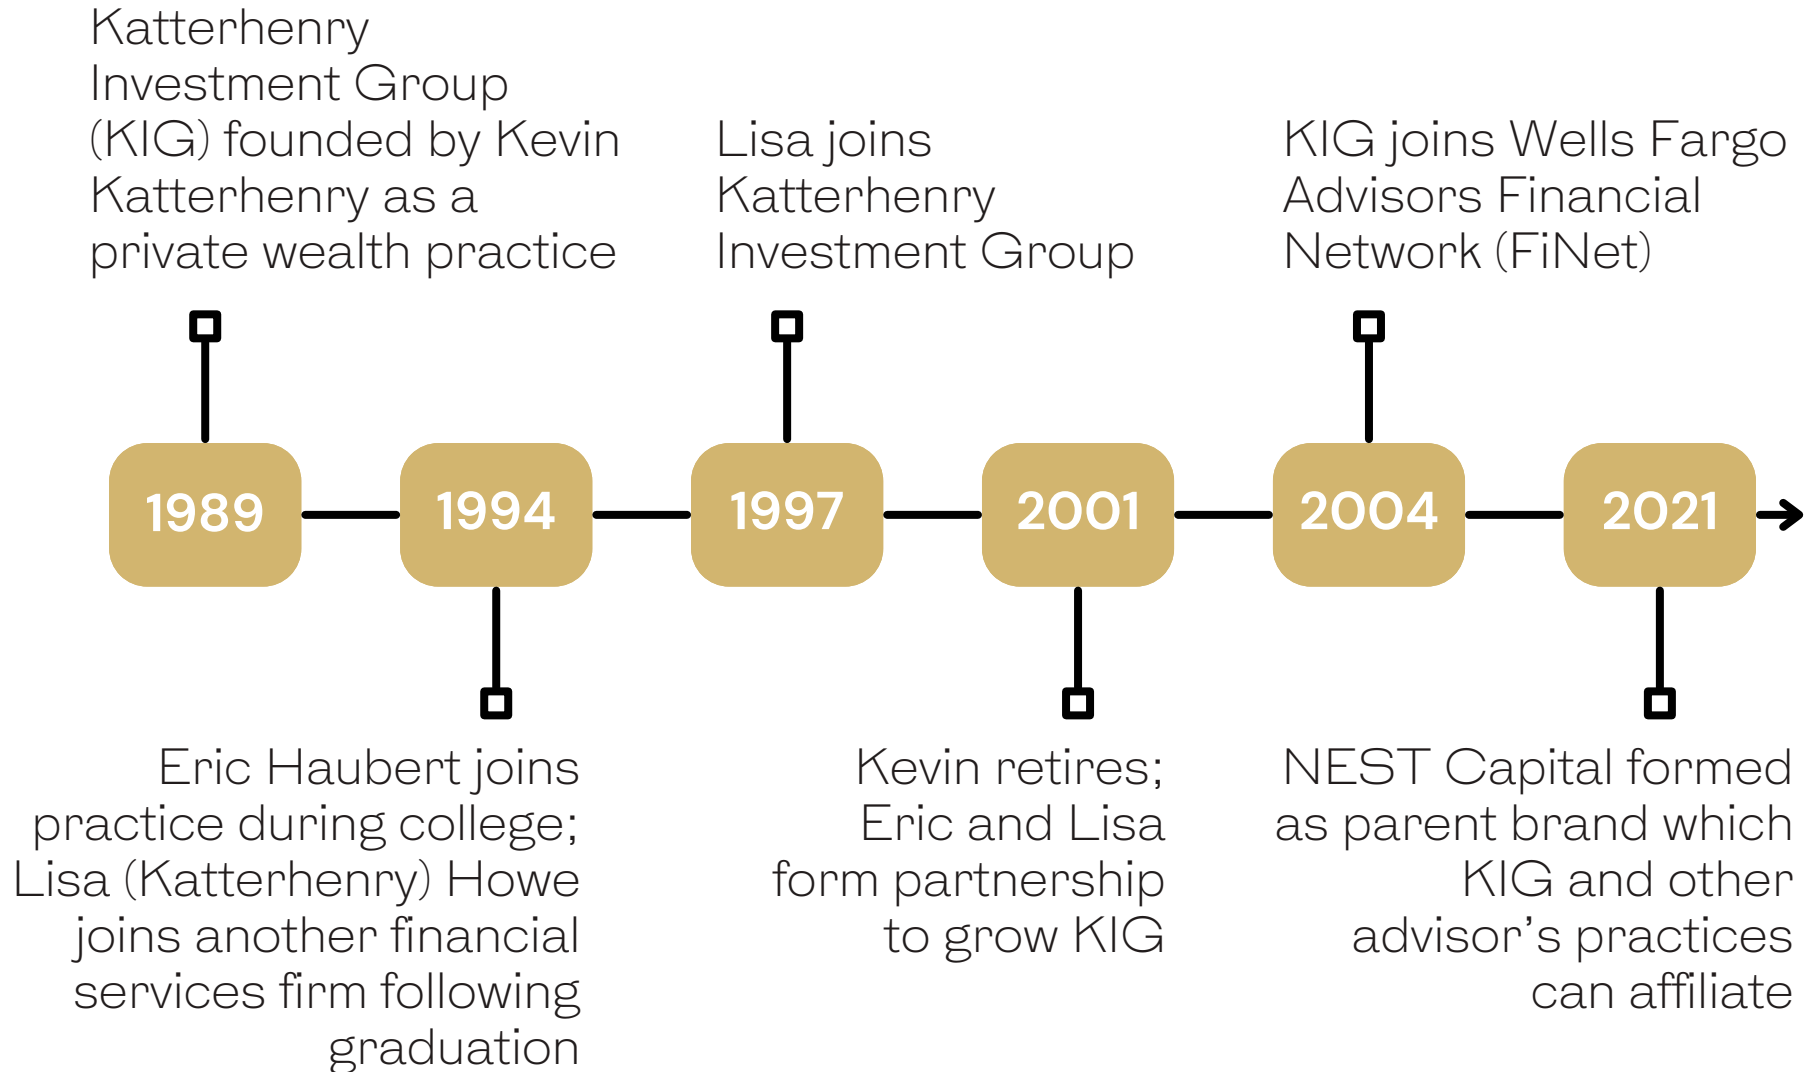 Katterhenry
Investment Group
(KIG) founded by Kevin
Katterhenry as a
private wealth practice
Lisa joins
Katterhenry
Investment Group
KIG joins Wells Fargo
Advisors Financial
Network (FiNet)
1989
1994
1997
2001
2004
2021
Eric Haubert joins
practice during college;
Lisa (Katterhenry) Howe
joins another financial
services firm following
graduation
Kevin retires;
Eric and Lisa
form partnership
to grow KIG
NEST Capital formed
as parent brand which
KIG and other
advisor’s practices
can affiliate